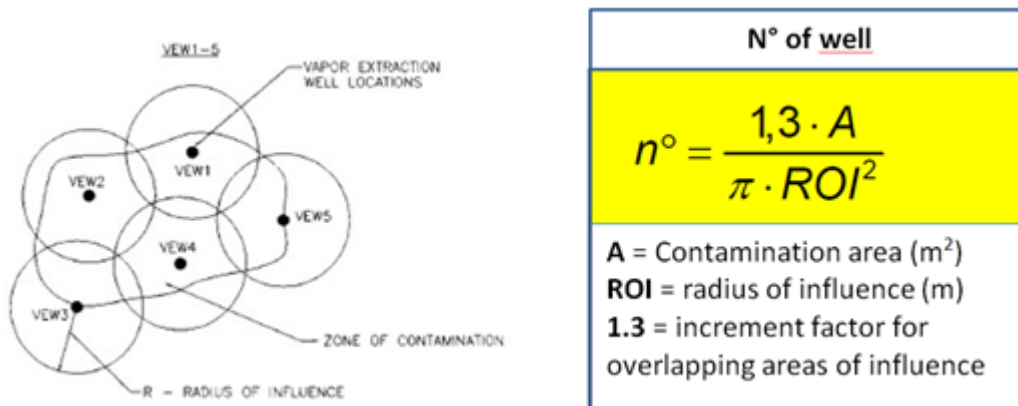 VEW1-5
VAPOR EXTRACTION
WELL LOCATIONS
VEW1
VEW2
VEW5
VEW4
VEW3
ZONE OF CONTAMINATION
R - RADIUS OF INFLUENCE
N° of well
n° = 1,3 · A / π · ROI²
A = Contamination area (m²)
ROI = radius of influence (m)
1.3 = increment factor for
overlapping areas of influence